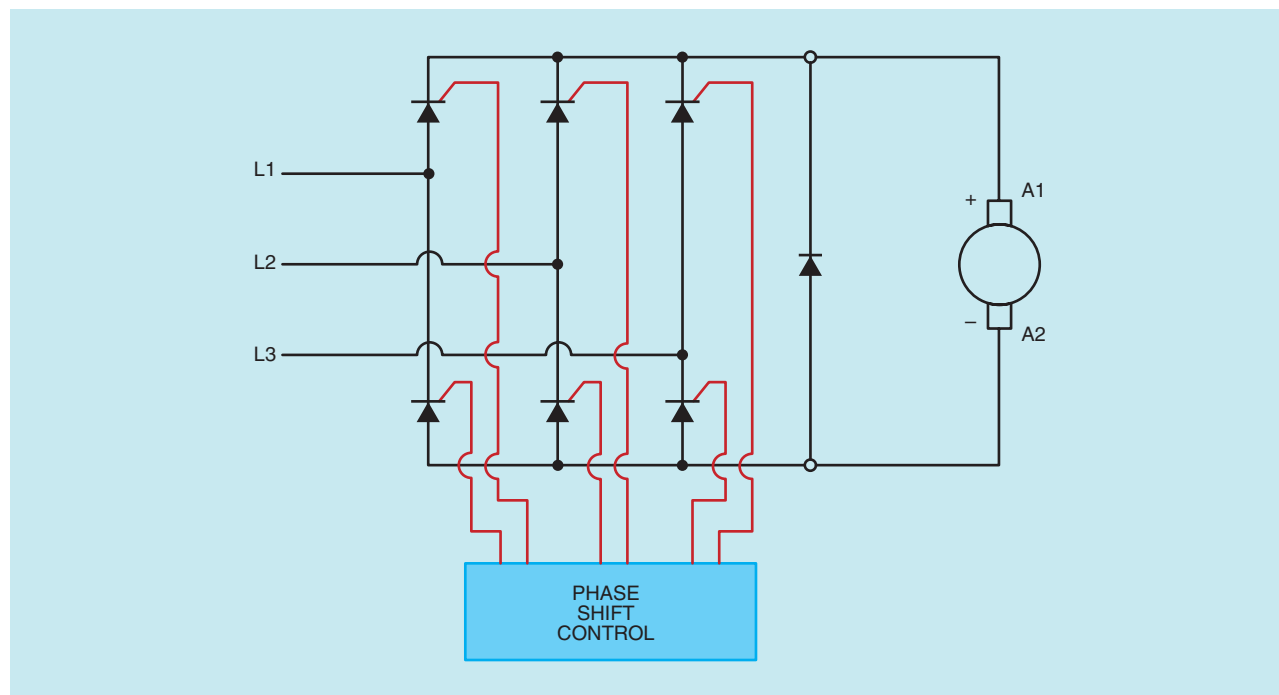 L1
L2
L3
+ A1
– A2
PHASE
SHIFT
CONTROL